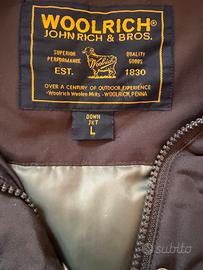 WOOLRICH®
JOHN RICH & BROS.
SUPERIOR PERFORMANCE
QUALITY GOODS
Woolrich
EST. 1830
OVER A CENTURY OF OUTDOOR EXPERIENCE
-Woolrich Woolen Mills - WOOLRICH, PENNA
DOWN
JKT
L
subito